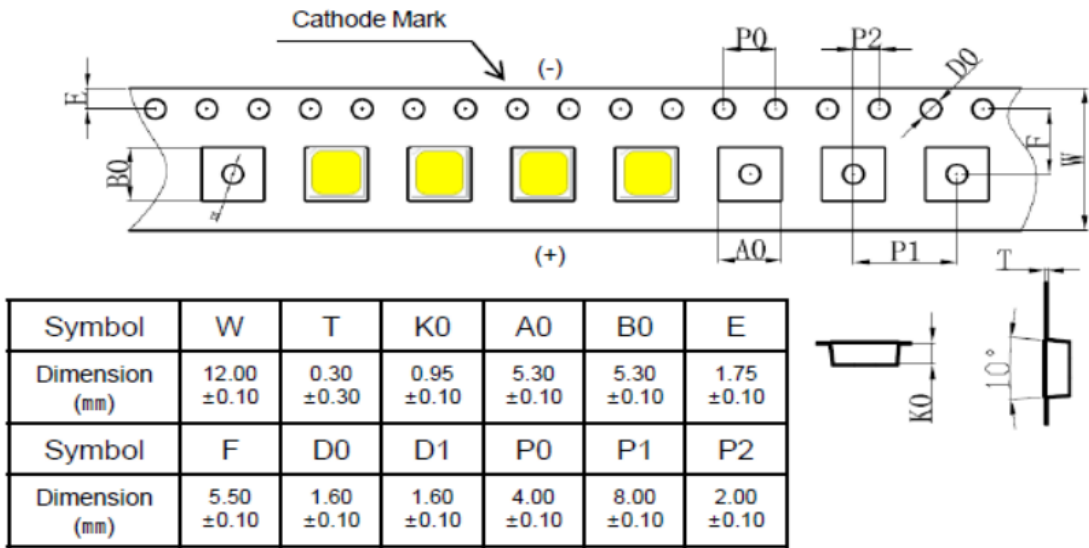 Cathode Mark
(-)
P0
P2
D0
E
B0
F
W
A0
P1
(+)
T
K0
10°
Symbol W T K0 A0 B0 E
Dimension (mm) 12.00 ±0.10 0.30 ±0.30 0.95 ±0.10 5.30 ±0.10 5.30 ±0.10 1.75 ±0.10
Symbol F D0 D1 P0 P1 P2
Dimension (mm) 5.50 ±0.10 1.60 ±0.10 1.60 ±0.10 4.00 ±0.10 8.00 ±0.10 2.00 ±0.10